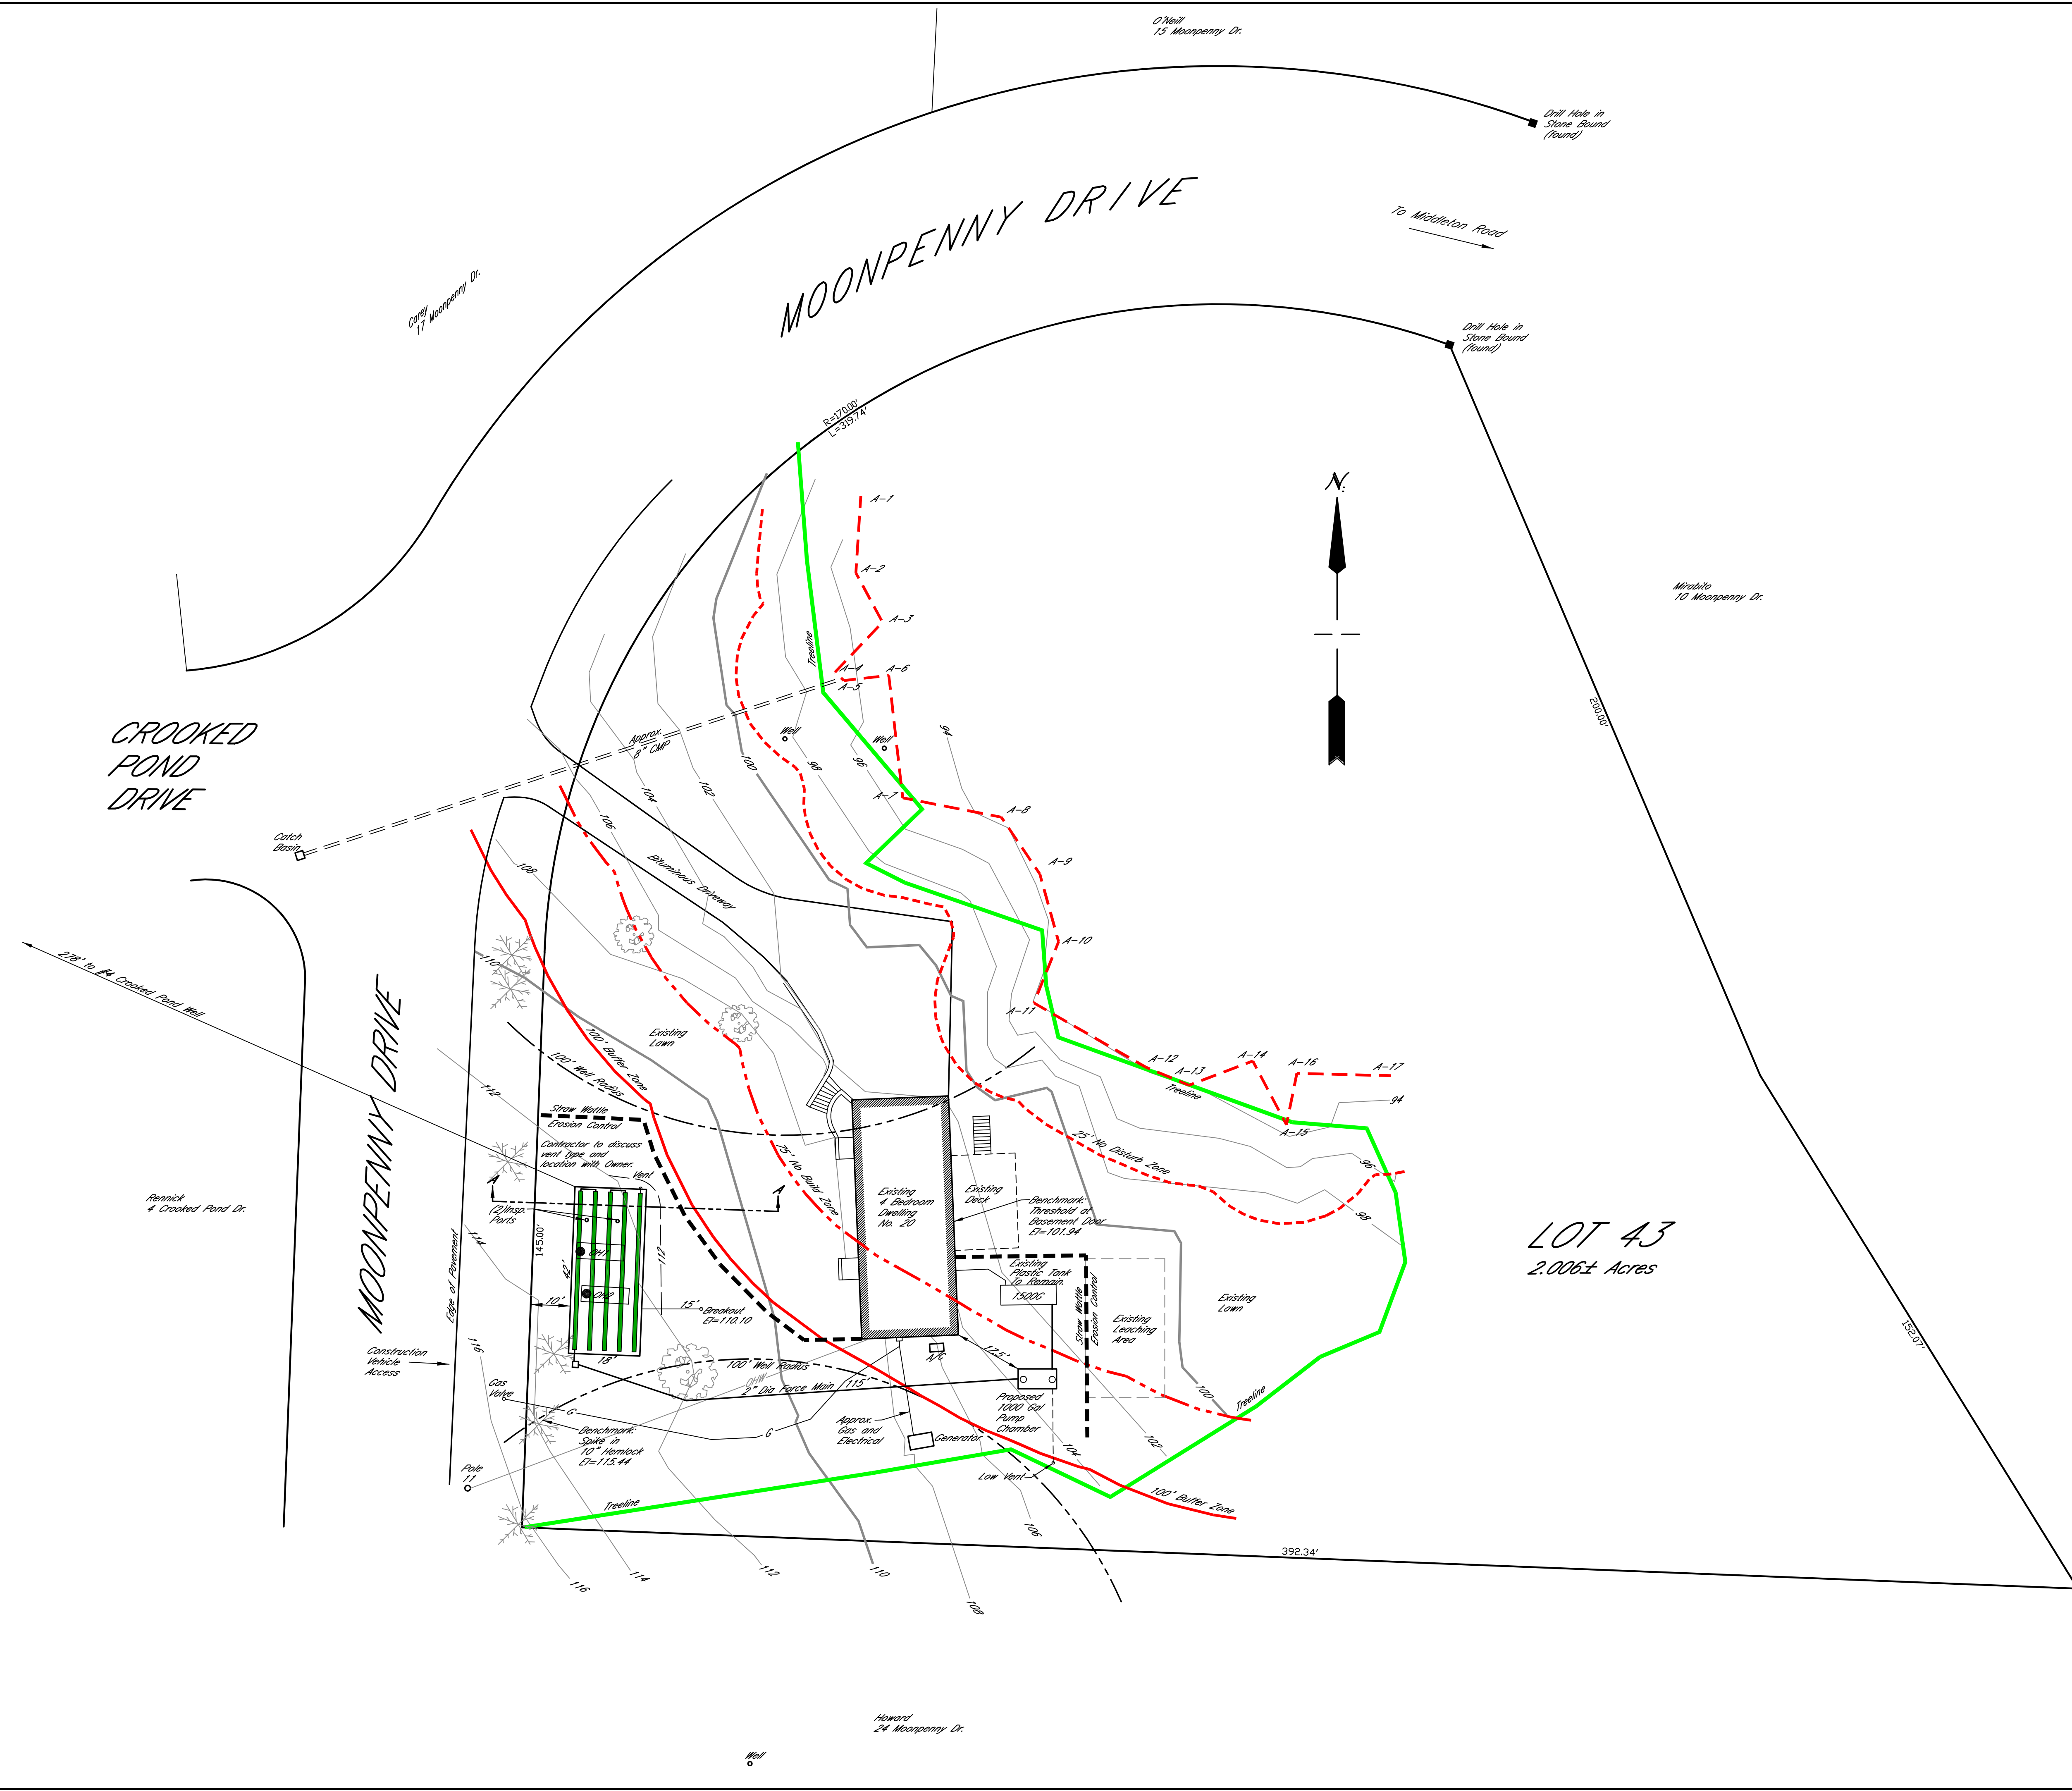 O'Neill
15 Moonpenny Dr.
Drill Hole in
Stone Bound
(found)
MOONPENNY DRIVE
To Middleton Road
Carey
17 Moonpenny Dr.
Drill Hole in
Stone Bound
(found)
R=170.00'
L=319.74'
N
A-1
A-2
A-3
A-4
A-5
A-6
A-7
A-8
A-9
A-10
A-11
A-12
A-13
A-14
A-15
A-16
A-17
Mirabito
10 Moonpenny Dr.
200.00'
Treeline
Well
Well
CROOKED
POND
DRIVE
Approx.
8" CMP
Catch
Basin
94
96
98
100
102
104
106
108
110
112
114
116
Bituminous Driveway
278' to #4 Crooked Pond Well
MOONPENNY DRIVE
Existing
Lawn
100' Buffer Zone
100' Well Radius
Straw Wattle
Erosion Control
Contractor to discuss
vent type and
location with Owner.
Vent
A
A
(2)Insp.
Ports
75' No Build Zone
Treeline
25' No Disturb Zone
94
96
98
Existing
4 Bedroom
Dwelling
No. 20
Existing
Deck
Benchmark:
Threshold at
Basement Door
El=101.94
Rennick
4 Crooked Pond Dr.
LOT 43
2.006± Acres
145.00'
Edge of Pavement
OH1
OH2
42'
10'
18'
15'
112
Breakout
El=110.10
Existing
Plastic Tank
To Remain.
1500G
Straw Wattle
Erosion Control
Existing
Leaching
Area
Existing
Lawn
152.07'
Construction
Vehicle
Access
100' Well Radius
OHW
2" Dia Force Main
115'
A/C
17.5'
Gas
Valve
G
G
Benchmark:
Spike in
10" Hemlock
El=115.44
Approx.
Gas and
Electrical
Generator
Proposed
1000 Gal
Pump
Chamber
Low Vent
100
102
104
Treeline
Pole
11
Treeline
100' Buffer Zone
392.34'
116
114
112
110
108
106
Howard
24 Moonpenny Dr.
Well